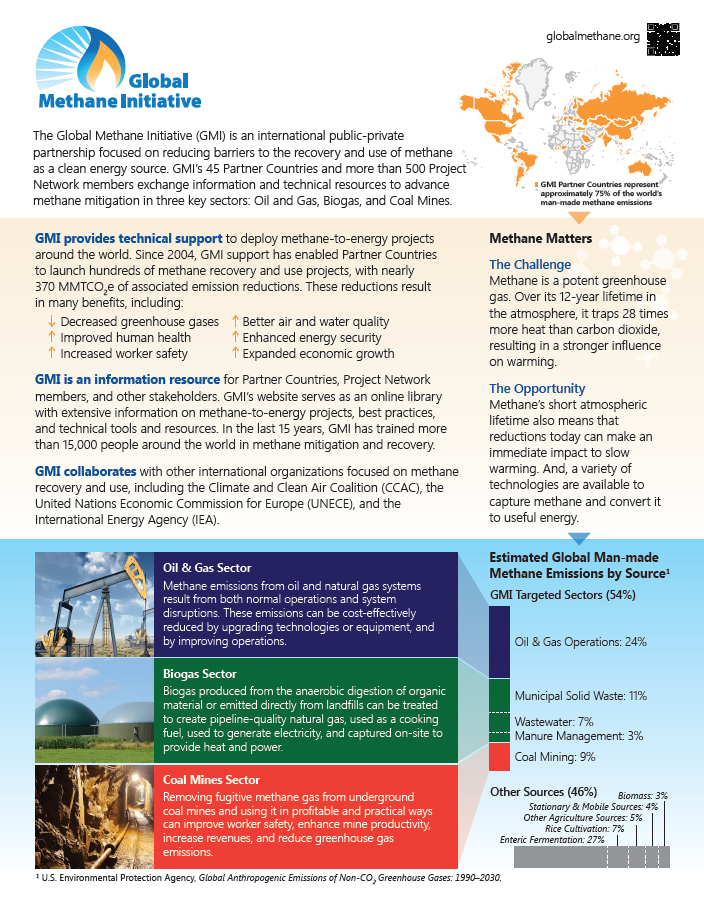 globalmethane.org
Global
Methane Initiative
The Global Methane Initiative (GMI) is an international public-private
partnership focused on reducing barriers to the recovery and use of methane
as a clean energy source. GMI's 45 Partner Countries and more than 500 Project
Network members exchange information and technical resources to advance
methane mitigation in three key sectors: Oil and Gas, Biogas, and Coal Mines.
GMI Partner Countries represent
approximately 75% of the world's
man-made methane emissions
GMI provides technical support to deploy methane-to-energy projects
around the world. Since 2004, GMI support has enabled Partner Countries
to launch hundreds of methane recovery and use projects, with nearly
370 MMTCO₂e of associated emission reductions. These reductions result
in many benefits, including:
↓ Decreased greenhouse gases ↑ Better air and water quality
↑ Improved human health ↑ Enhanced energy security
↑ Increased worker safety ↑ Expanded economic growth
GMI is an information resource for Partner Countries, Project Network
members, and other stakeholders. GMI's website serves as an online library
with extensive information on methane-to-energy projects, best practices,
and technical tools and resources. In the last 15 years, GMI has trained more
than 15,000 people around the world in methane mitigation and recovery.
GMI collaborates with other international organizations focused on methane
recovery and use, including the Climate and Clean Air Coalition (CCAC), the
United Nations Economic Commission for Europe (UNECE), and the
International Energy Agency (IEA).
Methane Matters
The Challenge
Methane is a potent greenhouse
gas. Over its 12-year lifetime in
the atmosphere, it traps 28 times
more heat than carbon dioxide,
resulting in a stronger influence
on warming.
The Opportunity
Methane's short atmospheric
lifetime also means that
reductions today can make an
immediate impact to slow
warming. And, a variety of
technologies are available to
capture methane and convert it
to useful energy.
Oil & Gas Sector
Methane emissions from oil and natural gas systems
result from both normal operations and system
disruptions. These emissions can be cost-effectively
reduced by upgrading technologies or equipment, and
by improving operations.
Biogas Sector
Biogas produced from the anaerobic digestion of organic
material or emitted directly from landfills can be treated
to create pipeline-quality natural gas, used as a cooking
fuel, used to generate electricity, and captured on-site to
provide heat and power.
Coal Mines Sector
Removing fugitive methane gas from underground
coal mines and using it in profitable and practical ways
can improve worker safety, enhance mine productivity,
increase revenues, and reduce greenhouse gas
emissions.
Estimated Global Man-made
Methane Emissions by Source¹
GMI Targeted Sectors (54%)
Oil & Gas Operations: 24%
Municipal Solid Waste: 11%
Wastewater: 7%
Manure Management: 3%
Coal Mining: 9%
Other Sources (46%)
Biomass: 3%
Stationary & Mobile Sources: 4%
Other Agriculture Sources: 5%
Rice Cultivation: 7%
Enteric Fermentation: 27%
¹ U.S. Environmental Protection Agency, Global Anthropogenic Emissions of Non-CO₂ Greenhouse Gases: 1990–2030.